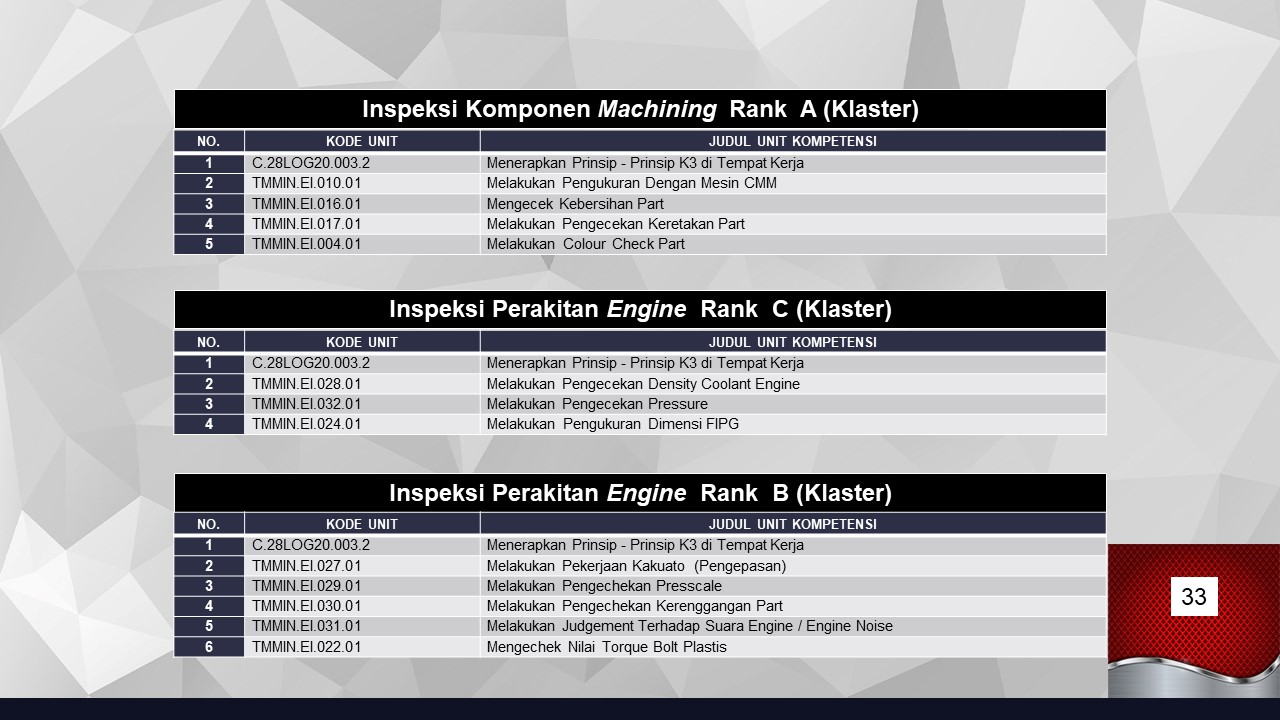 Inspeksi Komponen Machining Rank A (Klaster)
NO. KODE UNIT JUDUL UNIT KOMPETENSI
1 C.28LOG20.003.2 Menerapkan Prinsip - Prinsip K3 di Tempat Kerja
2 TMMIN.EI.010.01 Melakukan Pengukuran Dengan Mesin CMM
3 TMMIN.EI.016.01 Mengecek Kebersihan Part
4 TMMIN.EI.017.01 Melakukan Pengecekan Keretakan Part
5 TMMIN.EI.004.01 Melakukan Colour Check Part
Inspeksi Perakitan Engine Rank C (Klaster)
NO. KODE UNIT JUDUL UNIT KOMPETENSI
1 C.28LOG20.003.2 Menerapkan Prinsip - Prinsip K3 di Tempat Kerja
2 TMMIN.EI.028.01 Melakukan Pengecekan Density Coolant Engine
3 TMMIN.EI.032.01 Melakukan Pengecekan Pressure
4 TMMIN.EI.024.01 Melakukan Pengukuran Dimensi FIPG
Inspeksi Perakitan Engine Rank B (Klaster)
NO. KODE UNIT JUDUL UNIT KOMPETENSI
1 C.28LOG20.003.2 Menerapkan Prinsip - Prinsip K3 di Tempat Kerja
2 TMMIN.EI.027.01 Melakukan Pekerjaan Kakuato (Pengepasan)
3 TMMIN.EI.029.01 Melakukan Pengechekan Presscale
4 TMMIN.EI.030.01 Melakukan Pengechekan Kerenggangan Part
5 TMMIN.EI.031.01 Melakukan Judgement Terhadap Suara Engine / Engine Noise
6 TMMIN.EI.022.01 Mengechek Nilai Torque Bolt Plastis
33